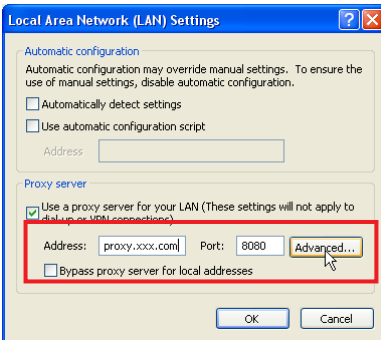 Local Area Network (LAN) Settings
Automatic configuration
Automatic configuration may override manual settings. To ensure the
use of manual settings, disable automatic configuration.
Automatically detect settings
Use automatic configuration script
Address
Proxy server
Use a proxy server for your LAN (These settings will not apply to
dial-up or VPN connections).
Address: proxy.xxx.com Port: 8080 Advanced...
Bypass proxy server for local addresses
OK Cancel